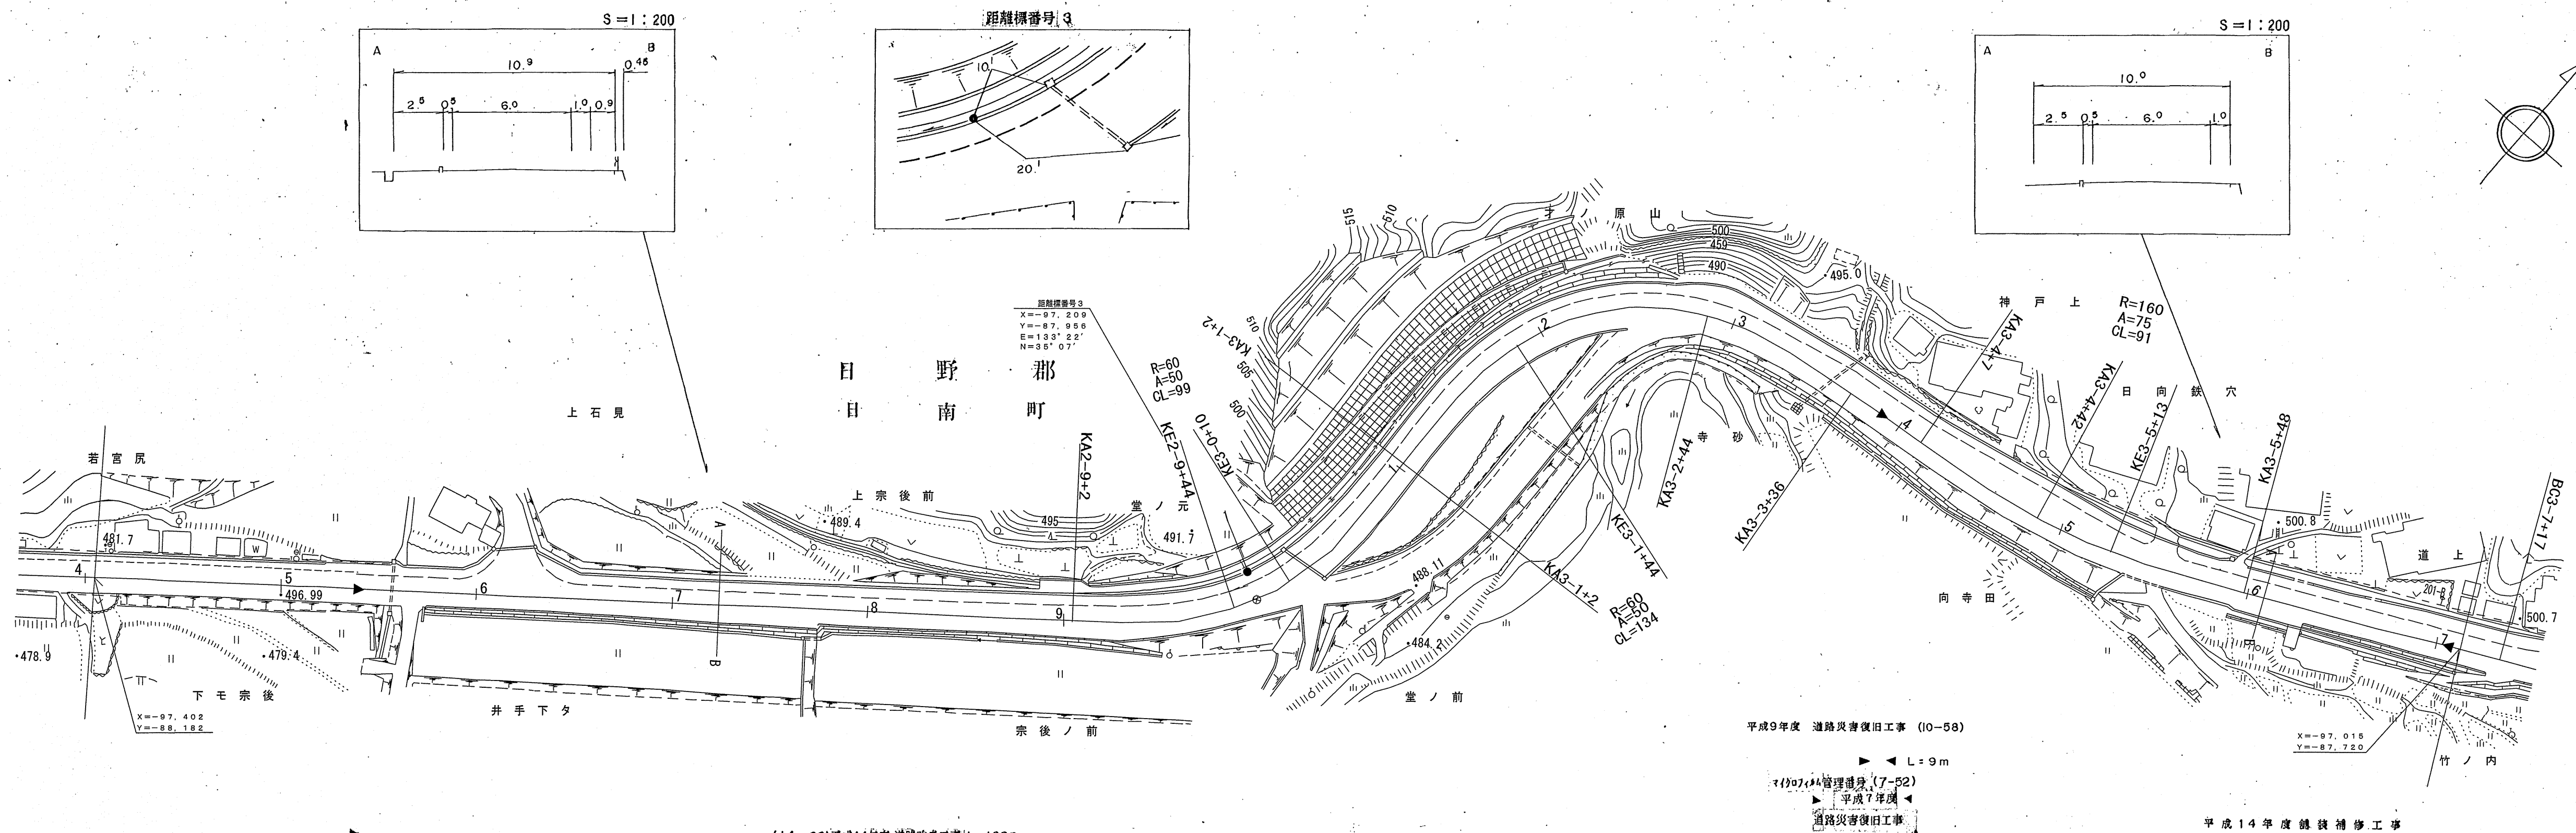 S=1:200
A
B
10.9
0.46
2.5 0.5 6.0 1.0 0.9
距離標番号 3
10.1
20.1
S=1:200
A
B
10.0
2.5 0.5 6.0 1.0
距離標番号3
X=-97, 209
Y=-87, 956
E=133°22′
N=35°07′
日野郡
日南町
上石見
若宮尻
481.7
W
4
5
496.99
478.9
479.4
下モ宗後
X=-97, 402
Y=-88, 182
井手下タ
6
7
8
9
A
B
上宗後前
489.4
495
堂ノ元
491.7
宗後ノ前
KA2-9+2
KE2-9+44
KE3-0+10
R=60
A=50
CL=99
KA3-1+2
500
505
510
515
510
オノ原山
500
459
490
495.0
1
2
3
4
5
6
7
488.11
484.2
堂ノ前
KA3-1+2
R=60
A=50
CL=134
KE3-1+44
KA3-2+44
寺砂
KA3-3+36
神戸上
KA3-4+7
R=160
A=75
CL=91
KA3-4+42
日向鉄穴
KE3-5+13
KA3-5+48
BC3-7+17
500.8
道上
201-B
500.7
向寺田
X=-97, 015
Y=-87, 720
竹ノ内
平成9年度 道路災害復旧工事 (10-58)
L=9m
マイクロフィルム管理番号 (7-52)
平成7年度
道路災害復旧工事
平成14年度舗装補修工事